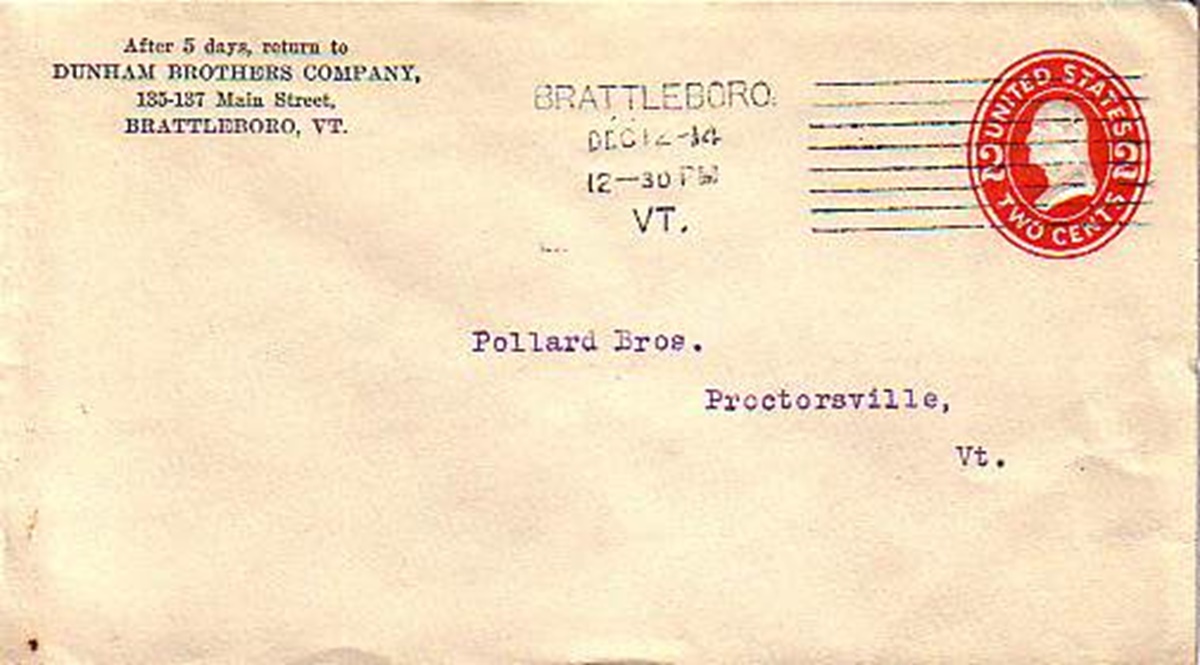 After 5 days, return to
DUNHAM BROTHERS COMPANY,
135-137 Main Street,
BRATTLEBORO, VT.
BRATTLEBORO.
DEC 12 -14
12-30 PM
VT.
UNITED STATES
2 2
TWO CENTS
Pollard Bros.
Proctorsville,
Vt.